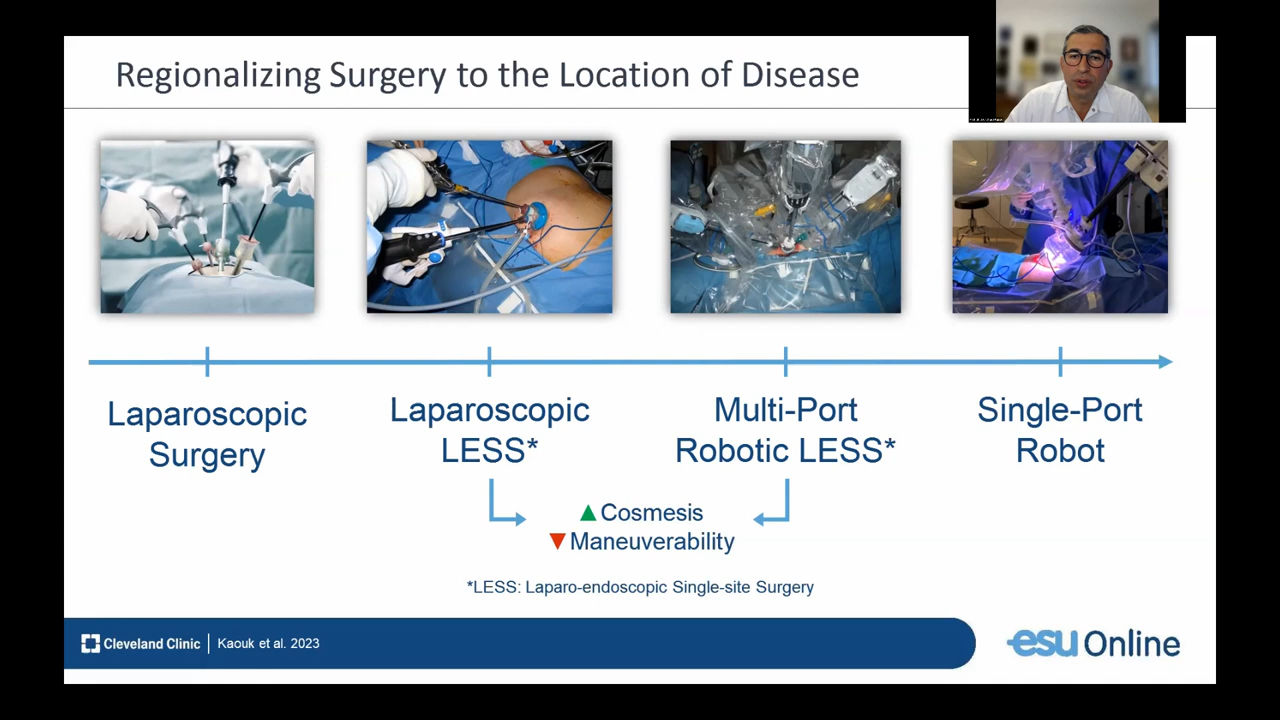 Regionalizing Surgery to the Location of Disease
Laparoscopic
Surgery
Laparoscopic
LESS*
Multi-Port
Robotic LESS*
Single-Port
Robot
▲ Cosmesis
▼ Maneuverability
*LESS: Laparo-endoscopic Single-site Surgery
Cleveland Clinic | Kaouk et al. 2023
esu Online